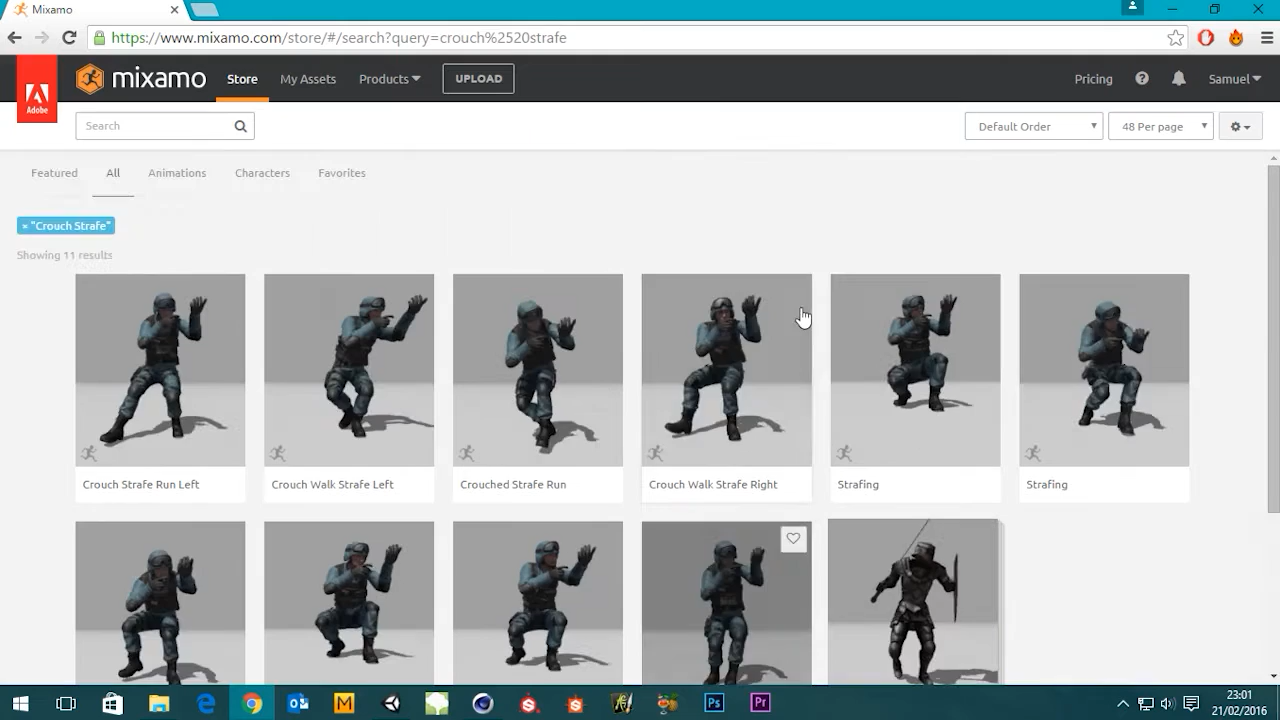 Mixamo
https://www.mixamo.com/store/#/search?query=crouch%2520strafe
Adobe
mixamo
Store
My Assets
Products
UPLOAD
Pricing
Samuel
Search
Default Order
48 Per page
Featured
All
Animations
Characters
Favorites
× "Crouch Strafe"
Showing 11 results
Crouch Strafe Run Left
Crouch Walk Strafe Left
Crouched Strafe Run
Crouch Walk Strafe Right
Strafing
Strafing
Ps
Pr
23:01
21/02/2016